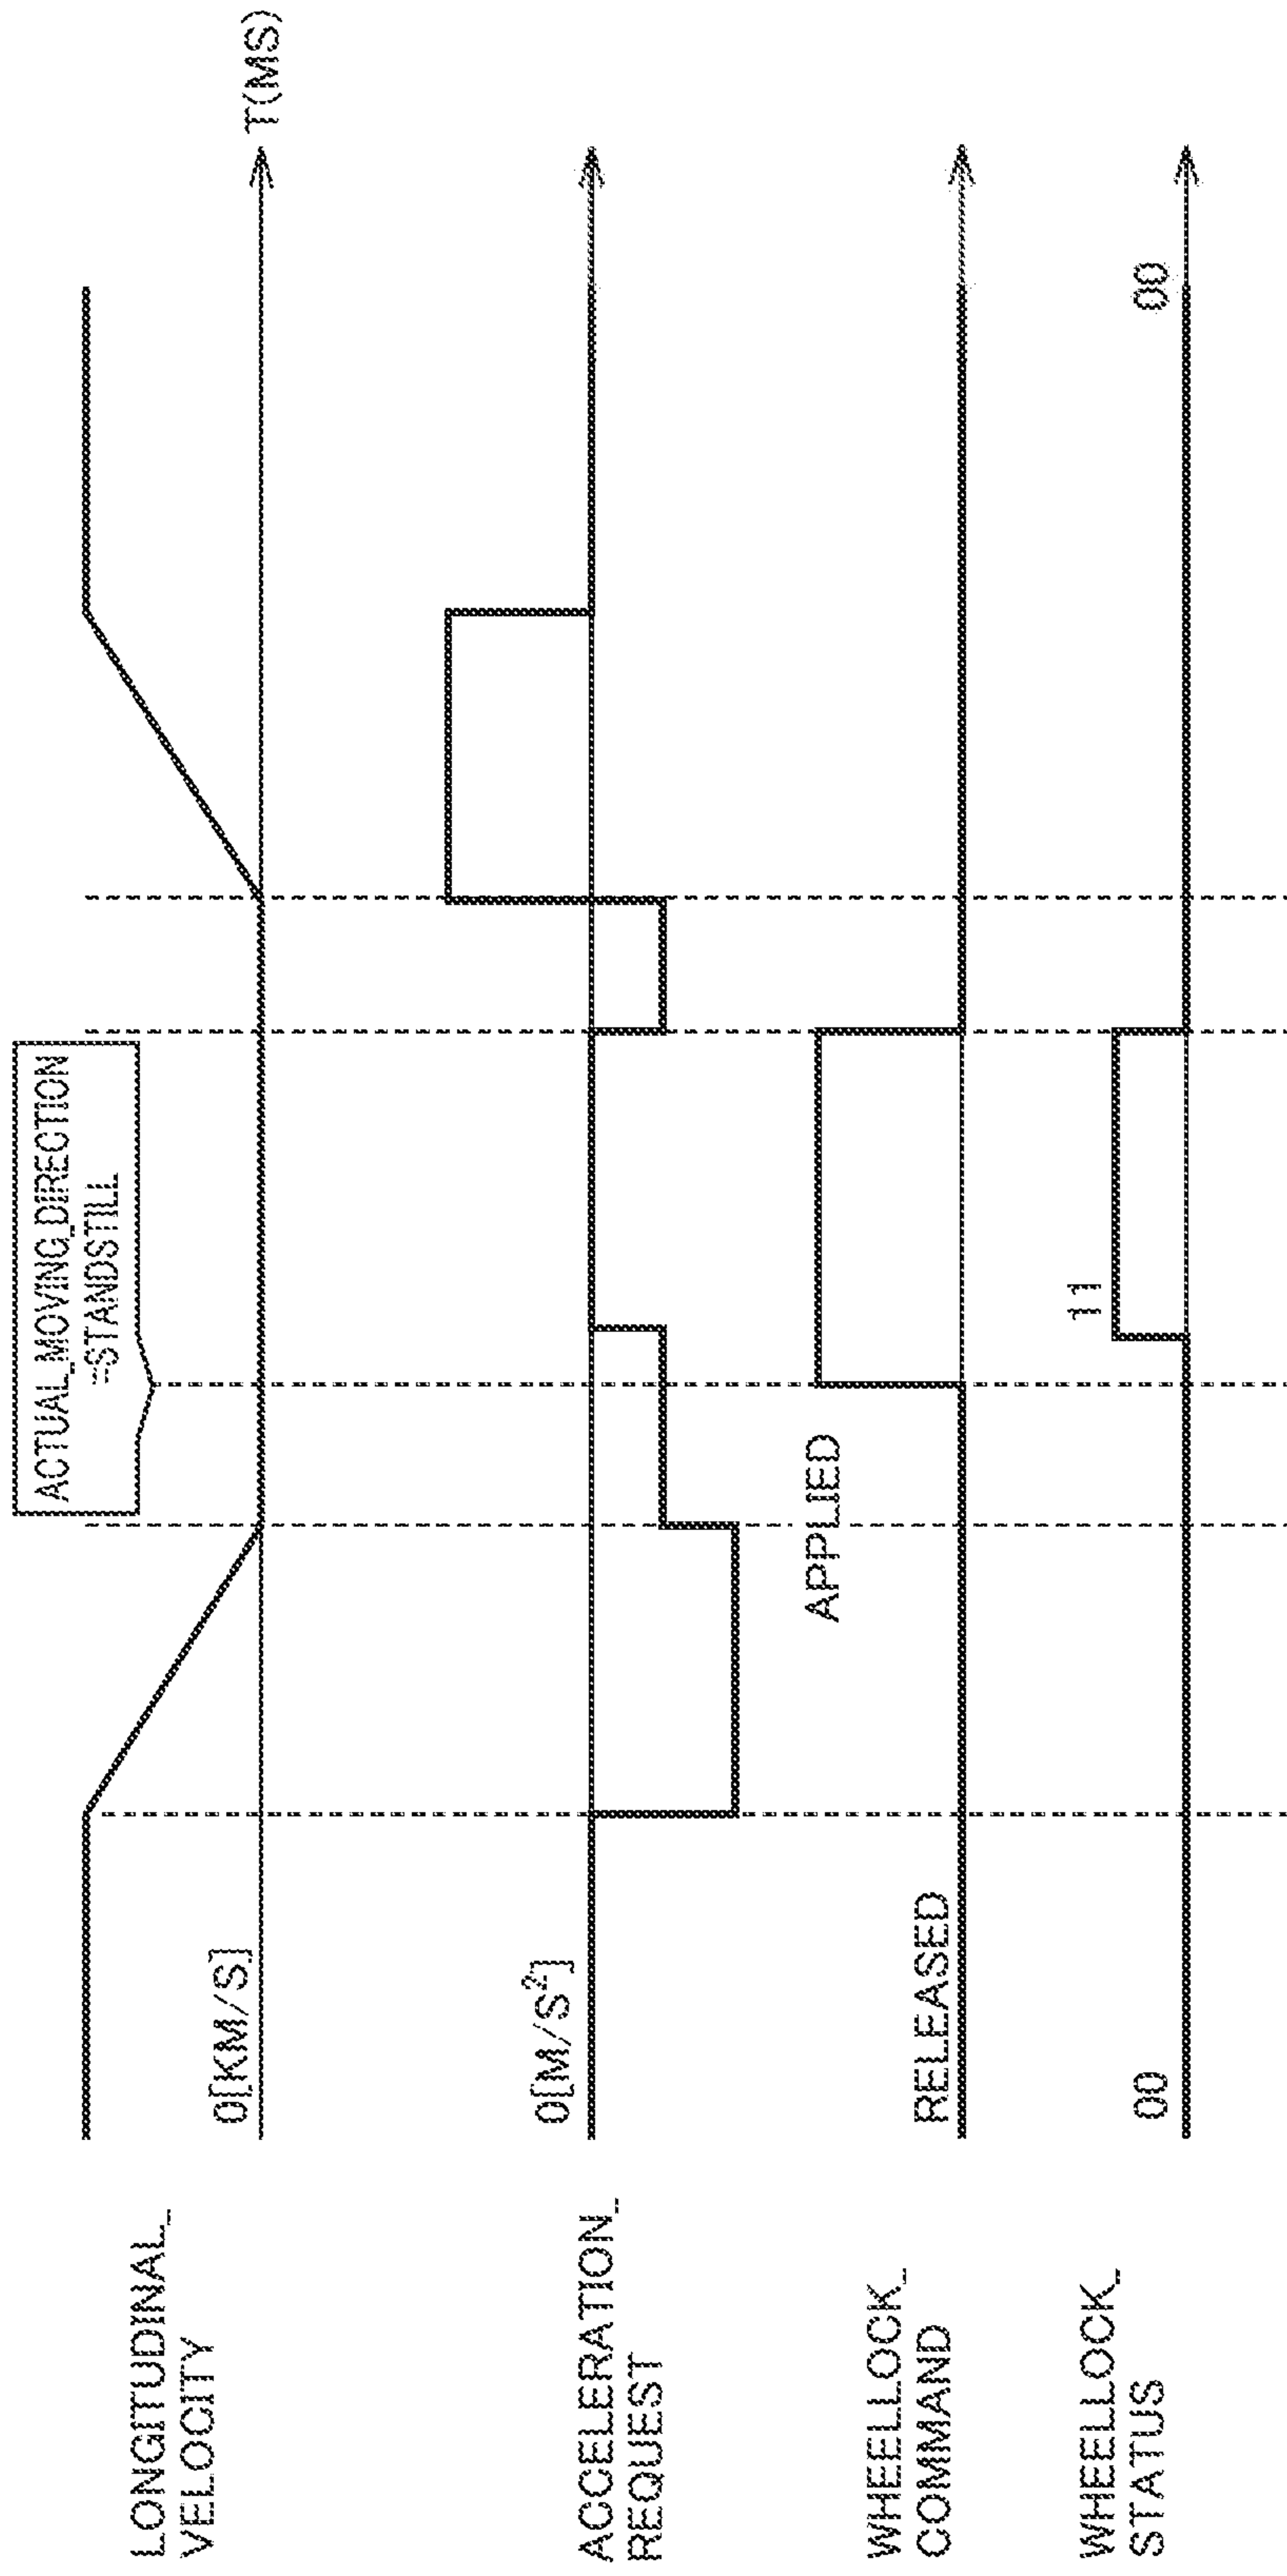 ACTUAL_MOVING_DIRECTION
=STANDSTILL
T(MS)
LONGITUDINAL_
VELOCITY
0[KM/S]
ACCELERATION_
REQUEST
0[M/S²]
WHEELLOCK_
COMMAND
RELEASED
APPLIED
WHEELLOCK_
STATUS
00
11
00